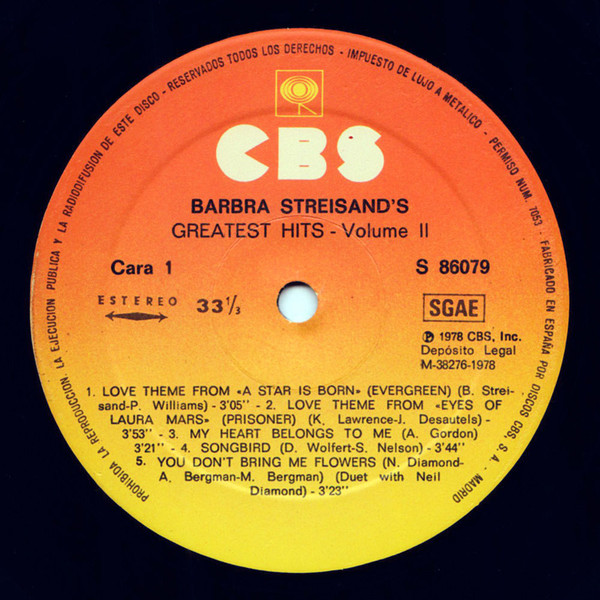 PROHIBIDA LA REPRODUCCION, LA EJECUCION PUBLICA Y LA RADIODIFUSION DE ESTE DISCO - RESERVADOS TODOS LOS DERECHOS - IMPUESTO DE LUJO A METALICO - PERMISO NUM. 7053 - FABRICADO EN ESPAÑA POR DISCOS CBS, S. A. - MADRID
CBS
BARBRA STREISAND'S
GREATEST HITS - Volume II
Cara 1
S 86079
ESTEREO
33 1/3
SGAE
℗ 1978 CBS, Inc.
Depósito Legal
M-38276-1978
1. LOVE THEME FROM «A STAR IS BORN» (EVERGREEN) (B. Strei-
sand-P. Williams) - 3'05'' - 2. LOVE THEME FROM «EYES OF
LAURA MARS» (PRISONER) (K. Lawrence-J. Desautels) -
3'53'' - 3. MY HEART BELONGS TO ME (A. Gordon) -
3'21'' - 4. SONGBIRD (D. Wolfert-S. Nelson) - 3'44''
5. YOU DON'T BRING ME FLOWERS (N. Diamond-
A. Bergman-M. Bergman) (Duet with Neil
Diamond) - 3'23''